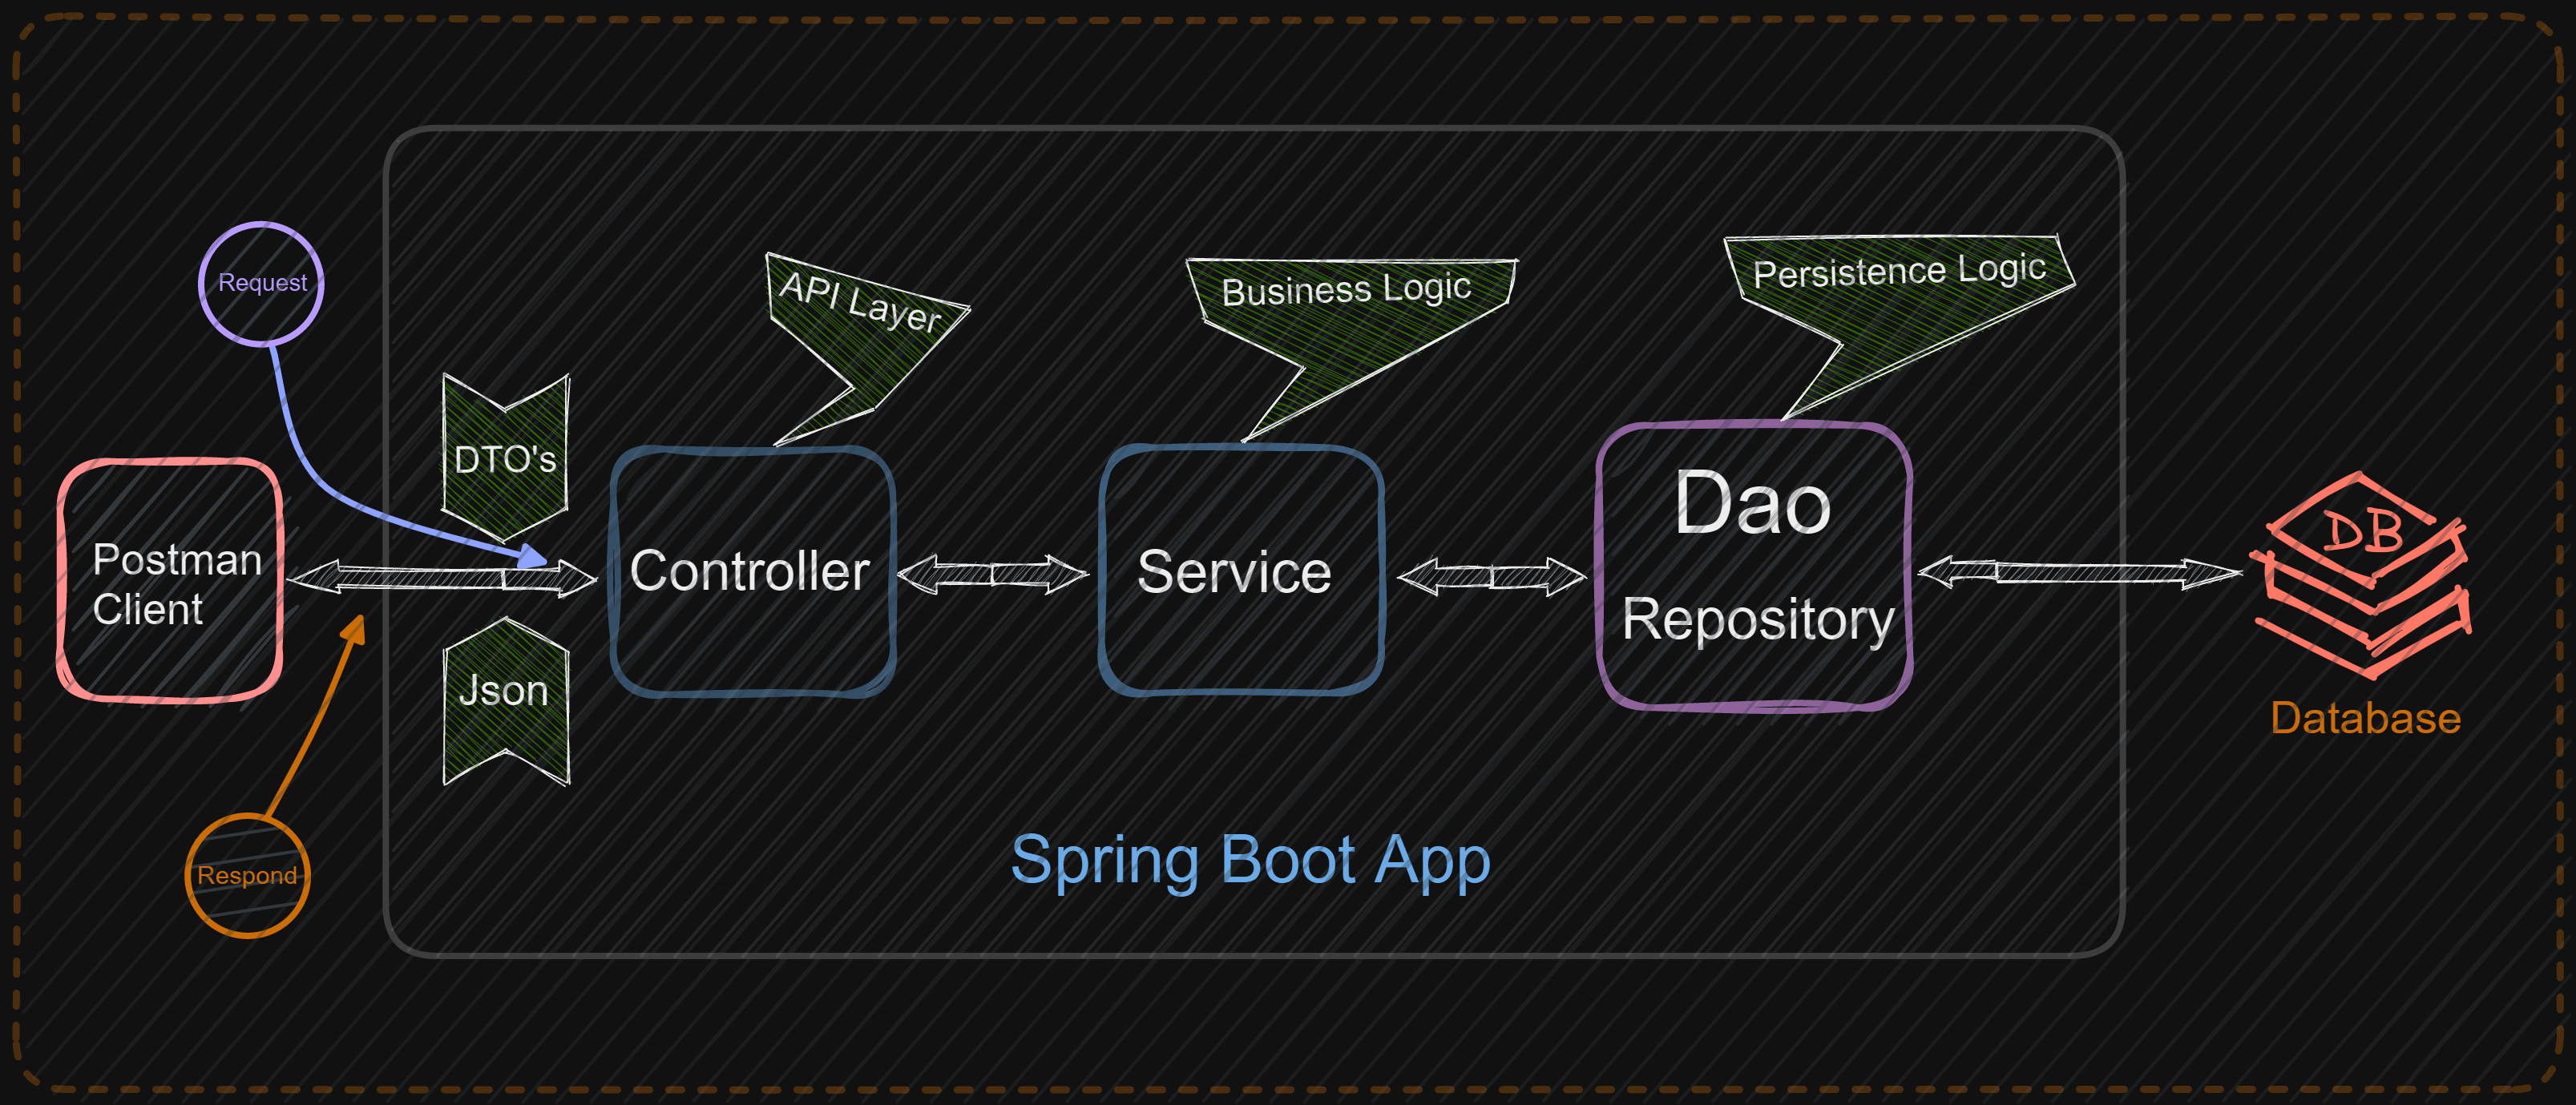 Request
API Layer
Business Logic
Persistence Logic
DTO's
Postman
Client
Controller
Service
Dao
Repository
DB
Json
Database
Spring Boot App
Respond